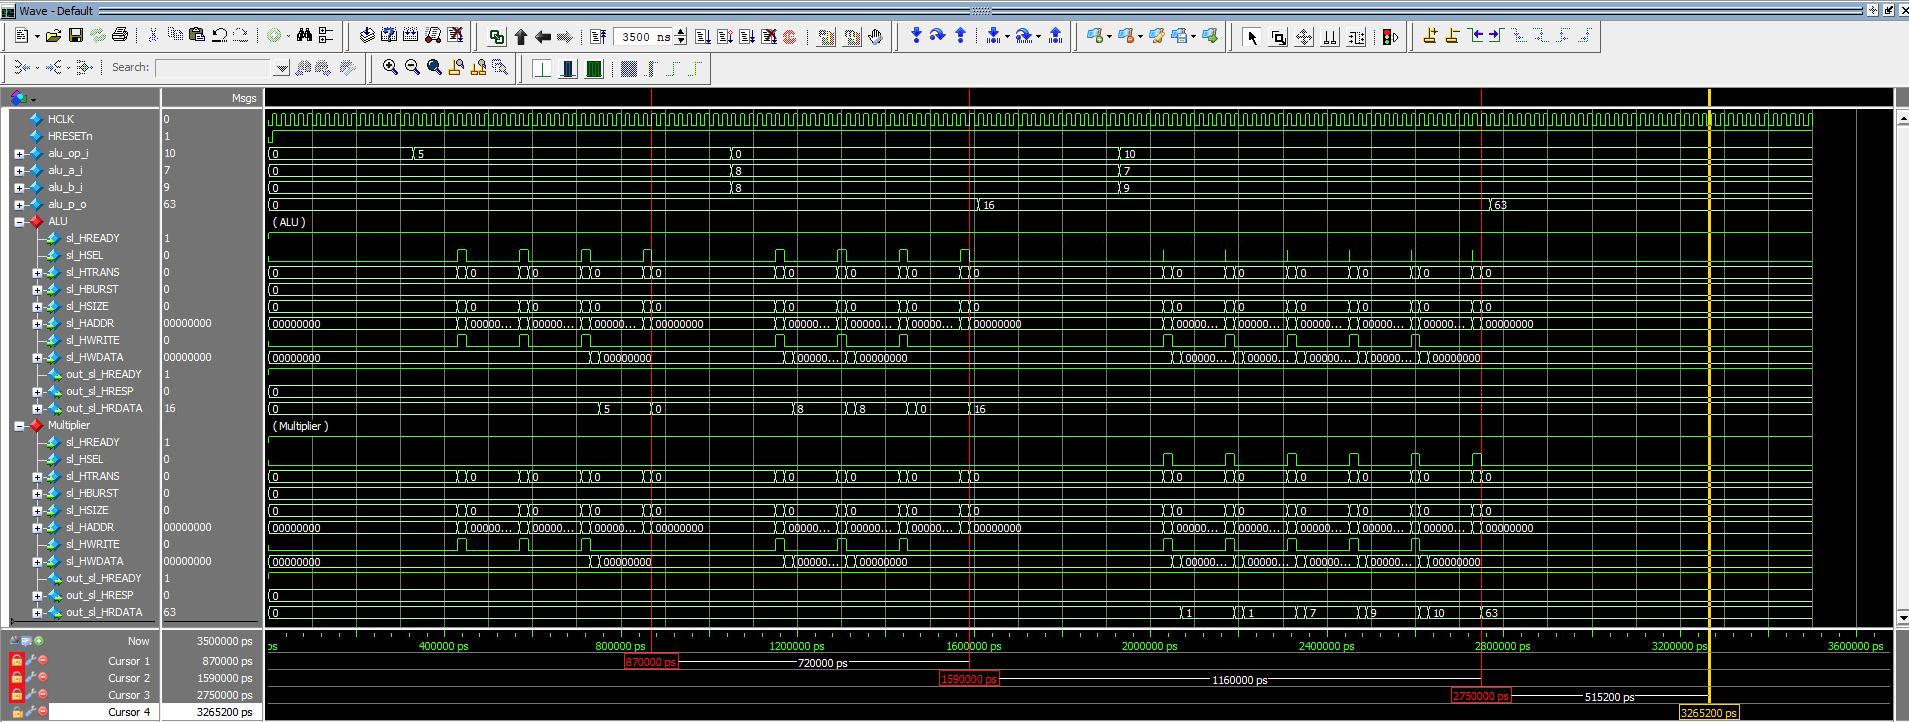 Wave - Default
3500 ns
Search:
Msgs
HCLK 0
HRESETn 1
alu_op_i 10 0 5 0 10
alu_a_i 7 0 8 7
alu_b_i 9 0 8 9
alu_p_o 63 0 16 63
ALU ( ALU )
sl_HREADY 1
sl_HSEL 0
sl_HTRANS 0 0 0 0 0 0 0 0 0 0 0 0 0 0 0 0
sl_HBURST 0 0
sl_HSIZE 0 0 0 0 0 0 0 0 0 0 0 0 0 0 0 0
sl_HADDR 00000000 00000000 00000... 00000... 00000... 00000000 00000... 00000... 00000... 00000000 00000... 00000... 00000... 00000... 00000... 00000000
sl_HWRITE 0
sl_HWDATA 00000000 00000000 00000000 00000... 00000000 00000... 00000... 00000... 00000... 00000000
out_sl_HREADY 1
out_sl_HRESP 0 0
out_sl_HRDATA 16 0 5 0 8 8 0 16
Multiplier ( Multiplier )
sl_HREADY 1
sl_HSEL 0
sl_HTRANS 0 0 0 0 0 0 0 0 0 0 0 0 0 0 0 0
sl_HBURST 0 0
sl_HSIZE 0 0 0 0 0 0 0 0 0 0 0 0 0 0 0 0
sl_HADDR 00000000 00000000 00000... 00000... 00000... 00000000 00000... 00000... 00000... 00000000 00000... 00000... 00000... 00000... 00000... 00000000
sl_HWRITE 0
sl_HWDATA 00000000 00000000 00000000 00000... 00000000 00000... 00000... 00000... 00000... 00000000
out_sl_HREADY 1
out_sl_HRESP 0 0
out_sl_HRDATA 63 0 1 1 7 9 10 63
Now 3500000 ps ps 400000 ps 800000 ps 1200000 ps 1600000 ps 2000000 ps 2400000 ps 2800000 ps 3200000 ps 3600000 ps
Cursor 1 870000 ps 870000 ps 720000 ps
Cursor 2 1590000 ps 1590000 ps 1160000 ps
Cursor 3 2750000 ps 2750000 ps 515200 ps
Cursor 4 3265200 ps 3265200 ps